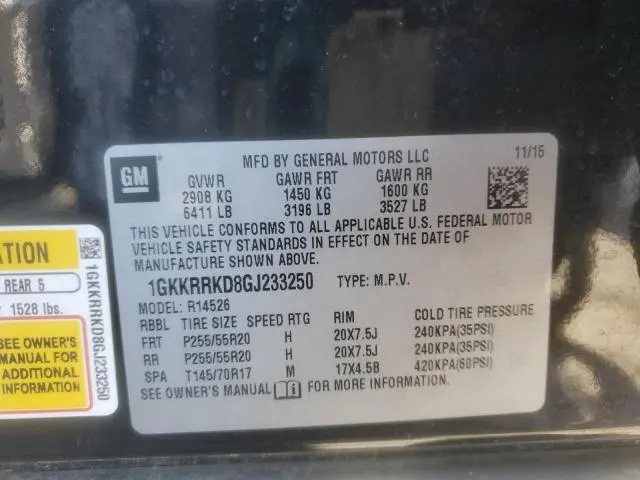 GM
MFD BY GENERAL MOTORS LLC 11/15
GVWR GAWR FRT GAWR RR
2908 KG 1450 KG 1600 KG
6411 LB 3196 LB 3527 LB
THIS VEHICLE CONFORMS TO ALL APPLICABLE U.S. FEDERAL MOTOR
VEHICLE SAFETY STANDARDS IN EFFECT ON THE DATE OF
MANUFACTURE SHOWN ABOVE.
1GKKRRKD8GJ233250 TYPE: M.P.V.
MODEL: R14526
RBBL TIRE SIZE SPEED RTG RIM COLD TIRE PRESSURE
FRT P255/55R20 H 20X7.5J 240KPA(35PSI)
RR P255/55R20 H 20X7.5J 240KPA(35PSI)
SPA T145/70R17 M 17X4.5B 420KPA(60PSI)
SEE OWNER'S MANUAL FOR MORE INFORMATION.
ATION
REAR 5
1528 lbs.
SEE OWNER'S
MANUAL FOR
ADDITIONAL
INFORMATION
1GKKRRKD8GJ233250